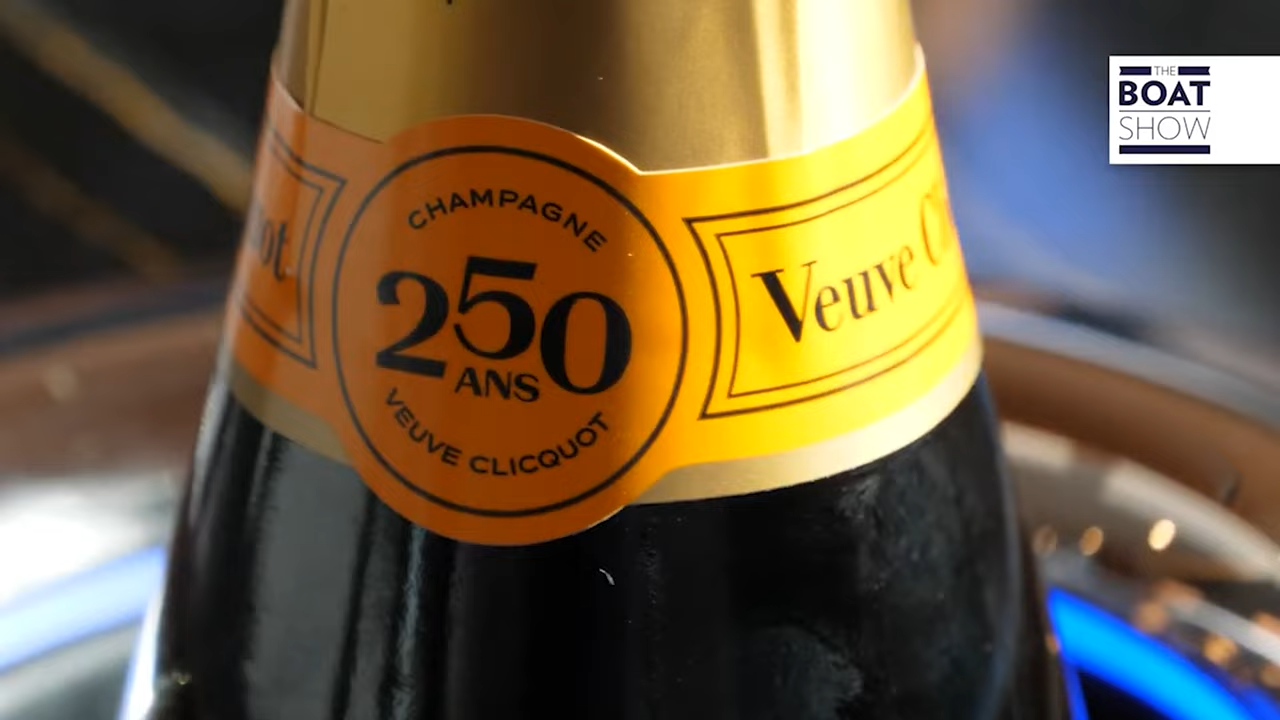 THE
BOAT
SHOW
CHAMPAGNE
250
ANS
VEUVE CLICQUOT
Veuve